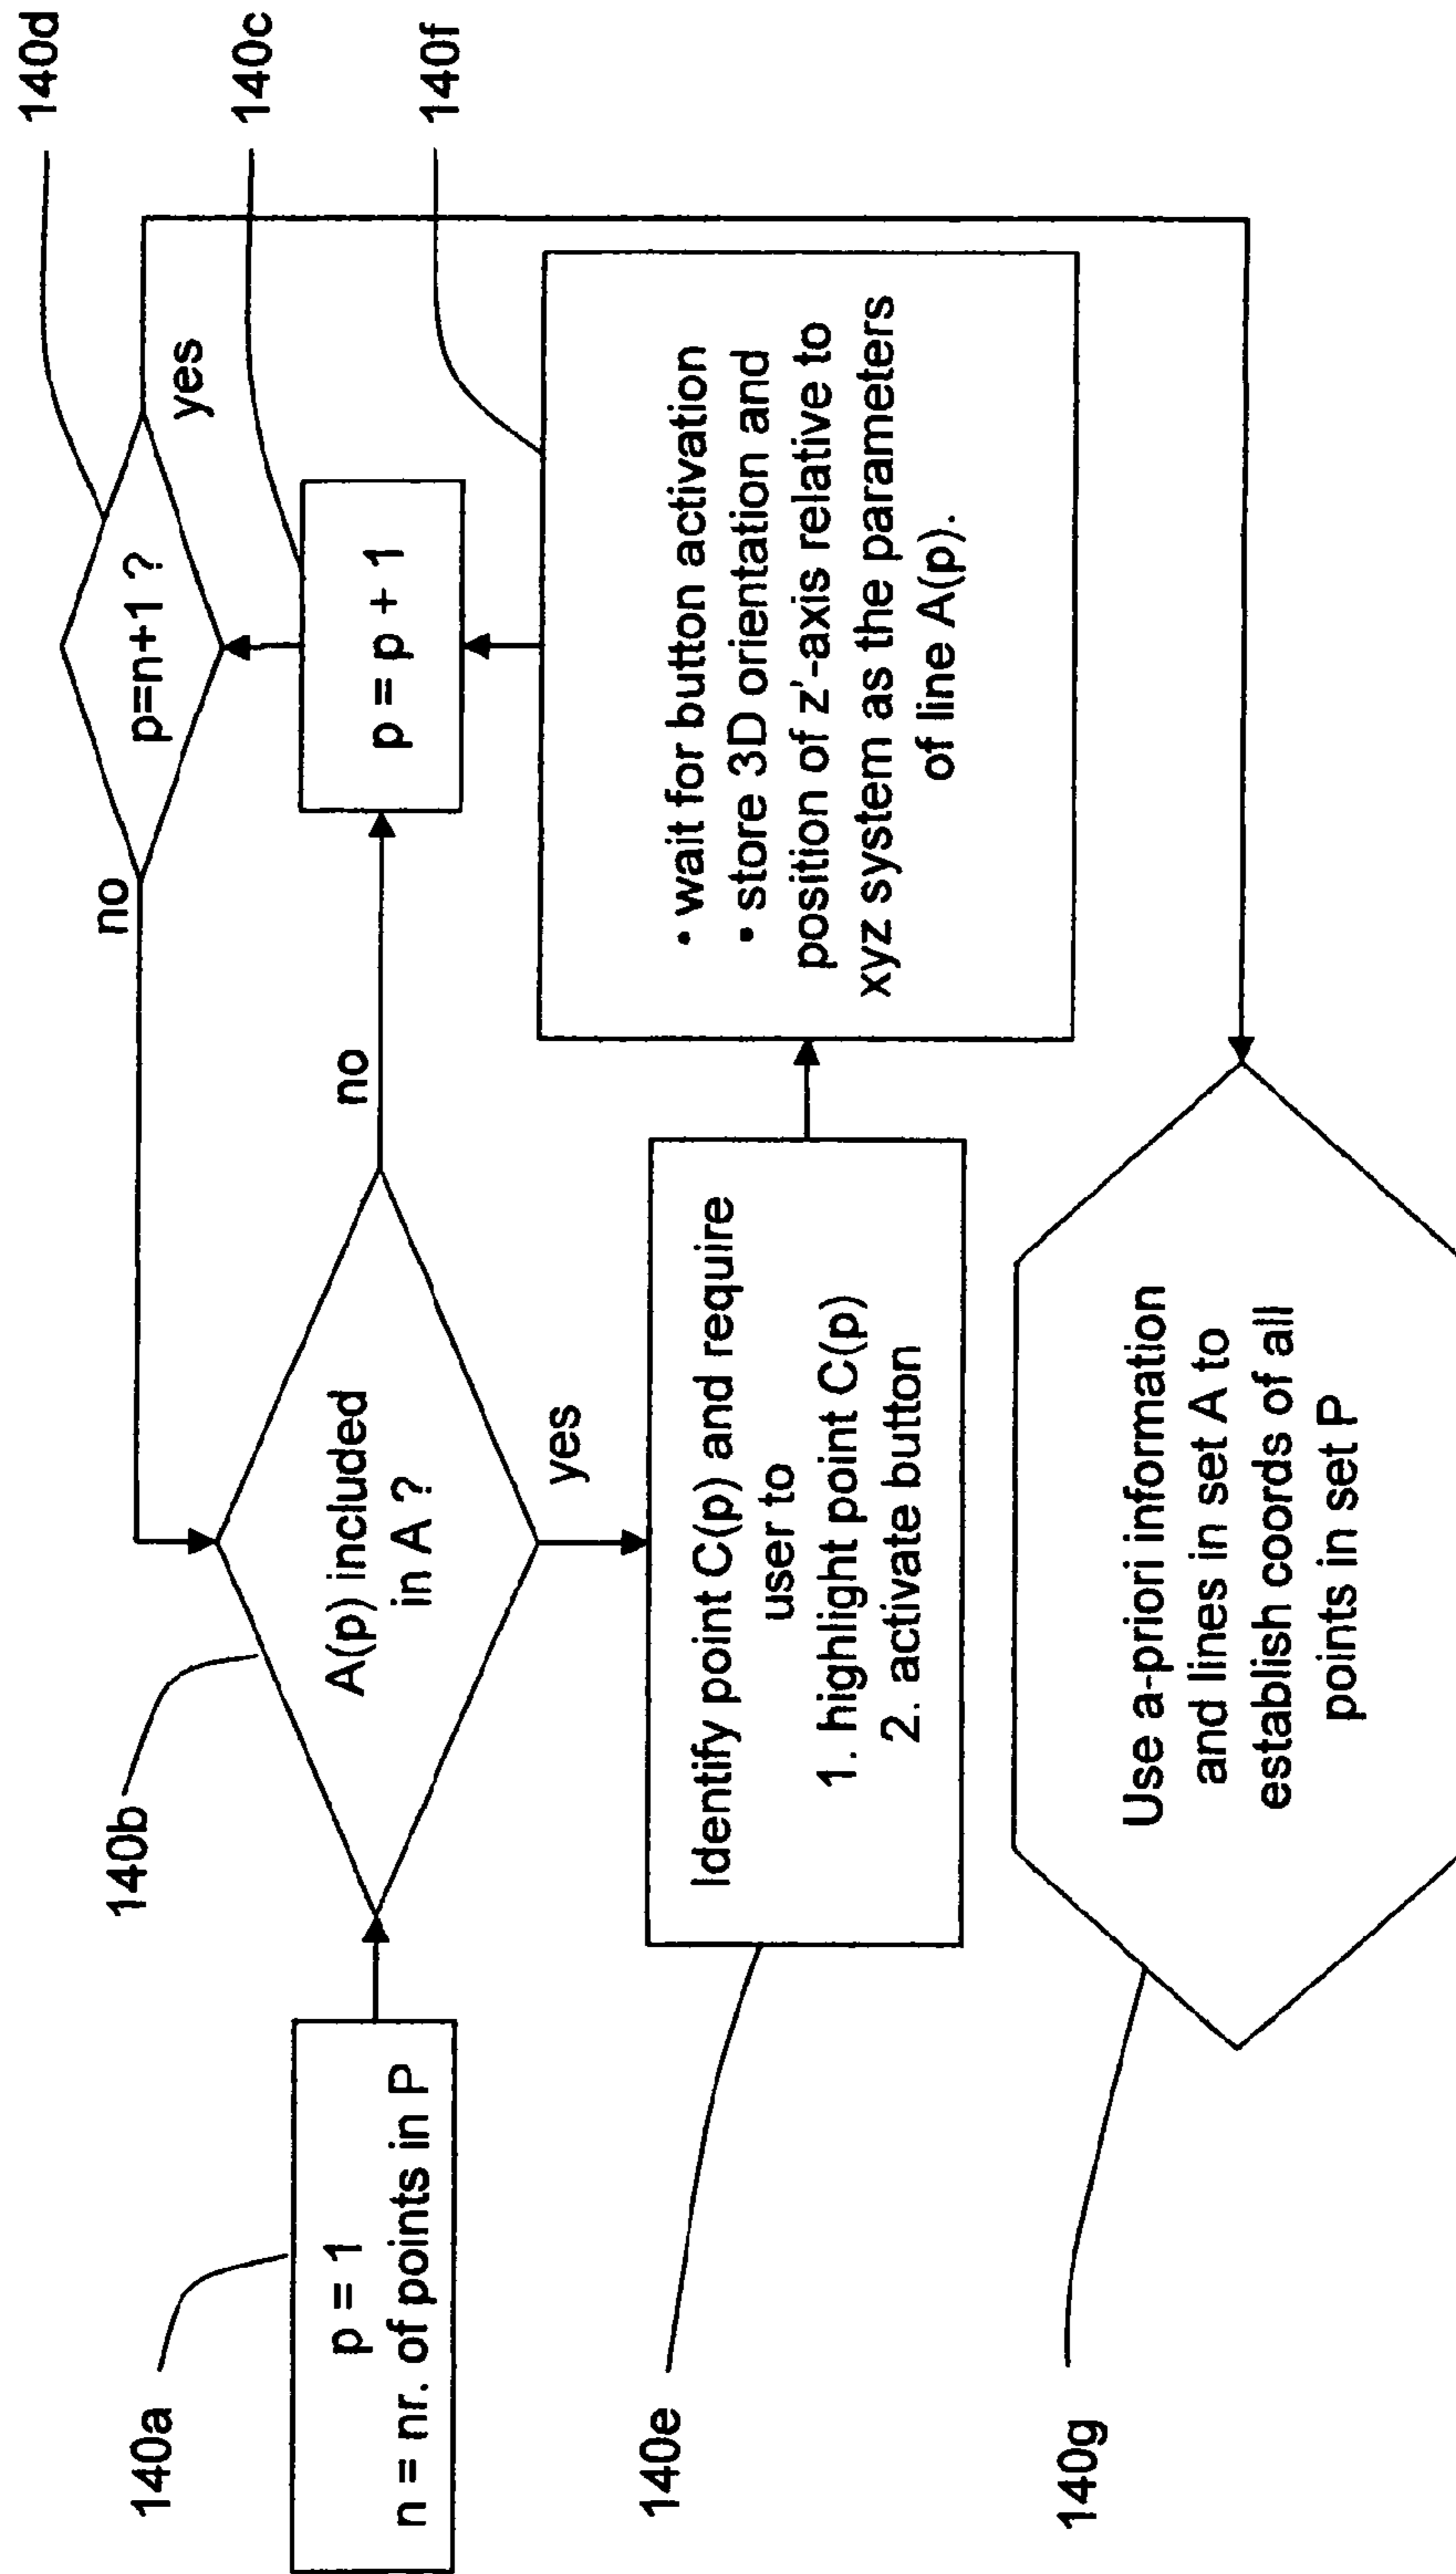 140a
p = 1
n = nr. of points in P
140b
A(p) included
in A ?
no
yes
no
p=n+1 ?
yes
140d
p = p + 1
140c
140e
Identify point C(p) and require
user to
1. highlight point C(p)
2. activate button
• wait for button activation
• store 3D orientation and
position of z'-axis relative to
xyz system as the parameters
of line A(p).
140f
140g
Use a-priori information
and lines in set A to
establish coords of all
points in set P